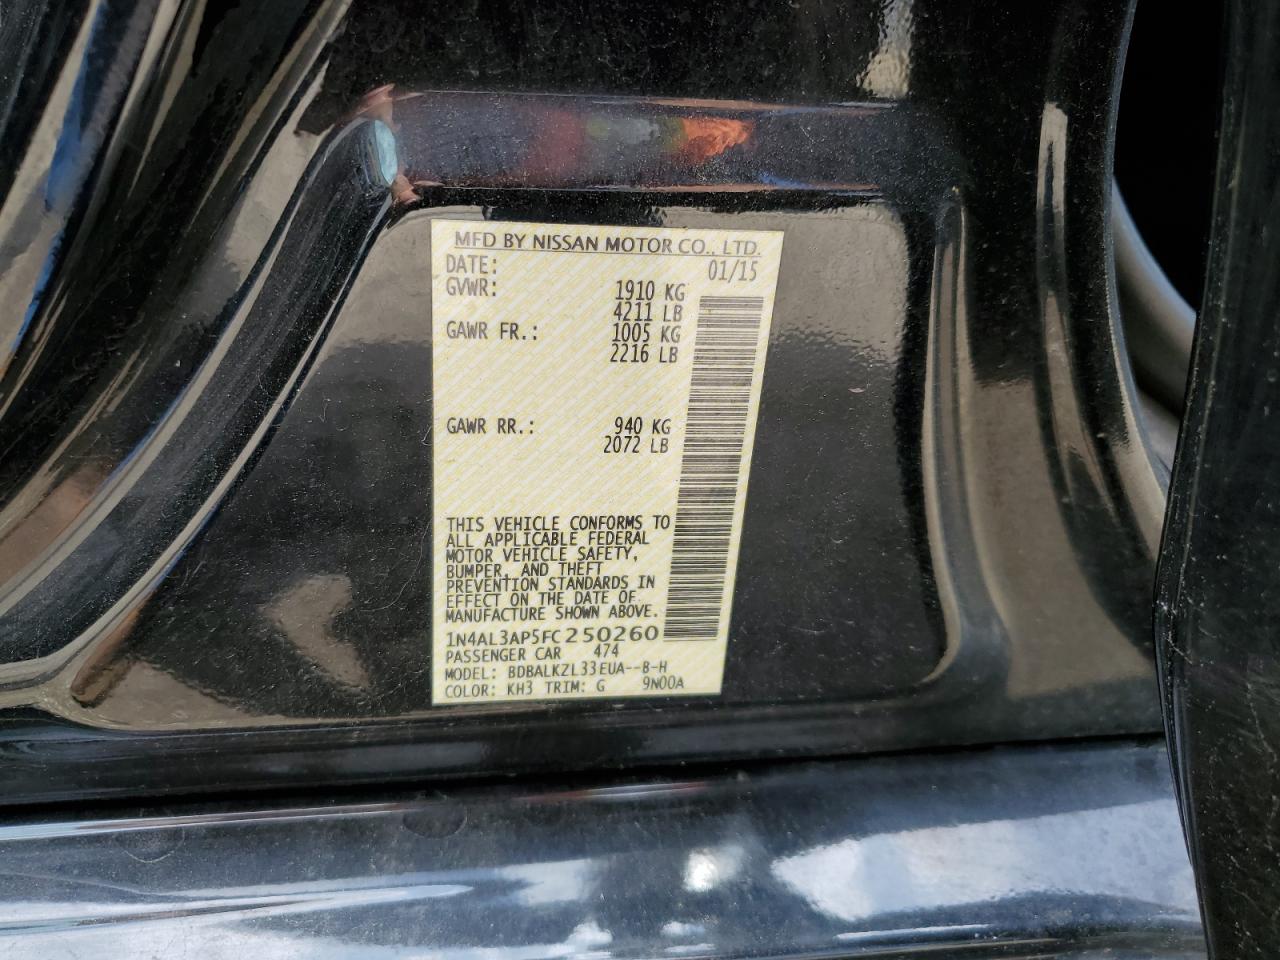 MFD BY NISSAN MOTOR CO., LTD.
DATE: 01/15
GVWR: 1910 KG
4211 LB
GAWR FR.: 1005 KG
2216 LB
GAWR RR.: 940 KG
2072 LB
THIS VEHICLE CONFORMS TO
ALL APPLICABLE FEDERAL
MOTOR VEHICLE SAFETY,
BUMPER, AND THEFT
PREVENTION STANDARDS IN
EFFECT ON THE DATE OF
MANUFACTURE SHOWN ABOVE.
1N4AL3AP5FC250260
PASSENGER CAR 474
MODEL: BDBALKZL33EUA--B-H
COLOR: KH3 TRIM: G 9N00A